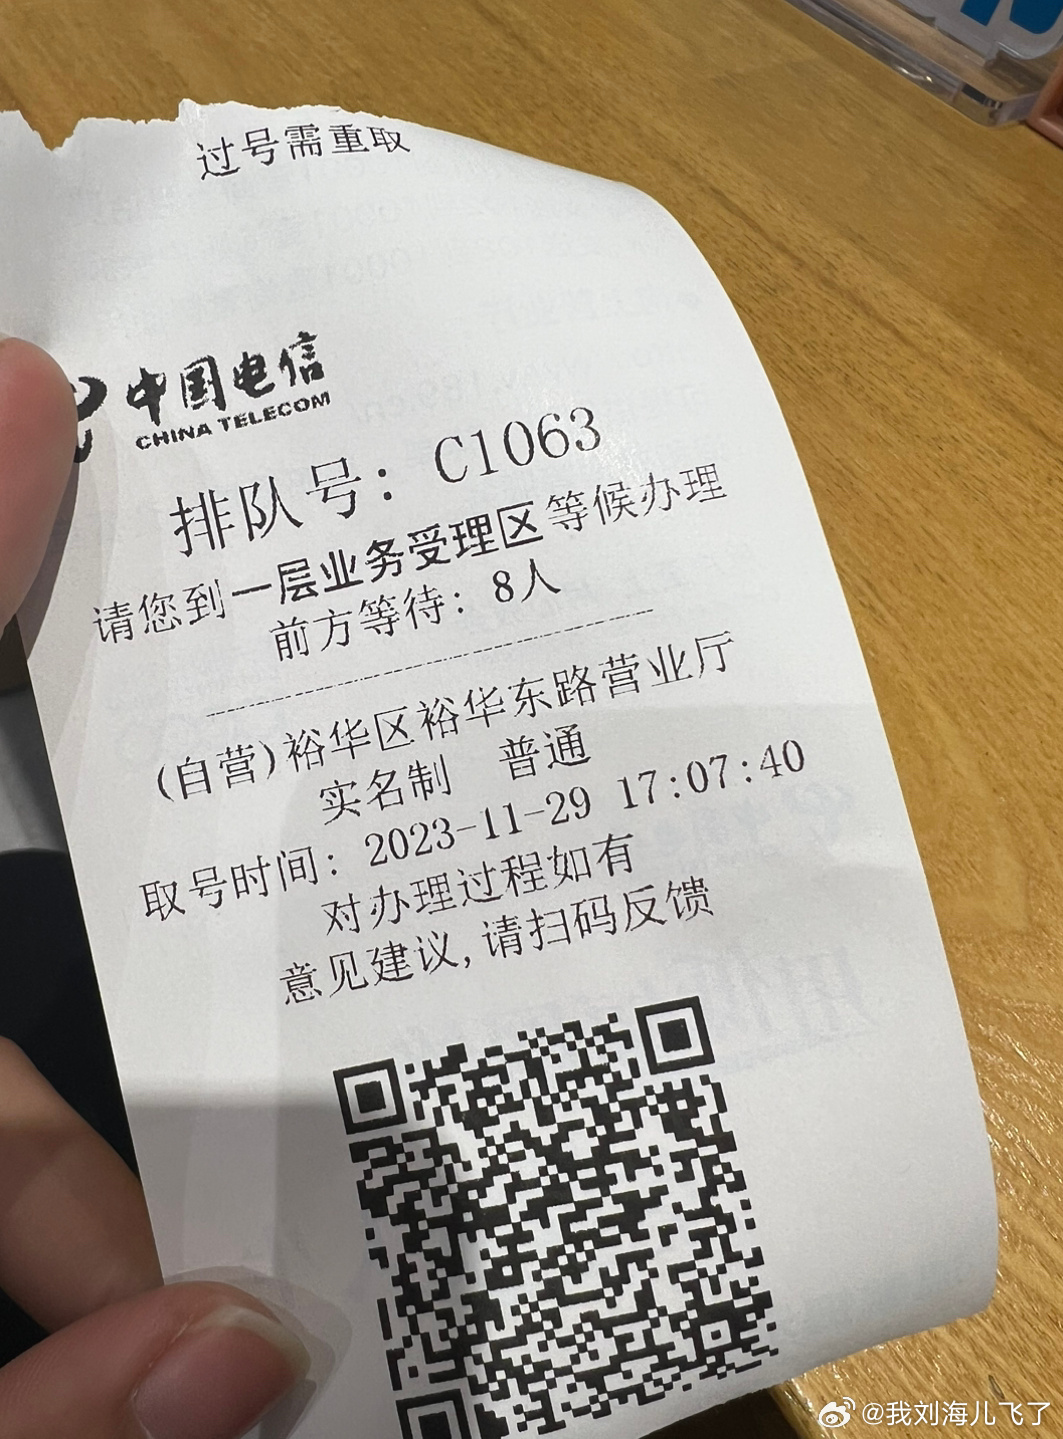 过号需重取
中国电信
CHINA TELECOM
排队号：C1063
请您到一层业务受理区等候办理
前方等待：8人
(自营)裕华区裕华东路营业厅
实名制 普通
取号时间：2023-11-29 17:07:40
对办理过程如有
意见建议,请扫码反馈
@我刘海儿飞了